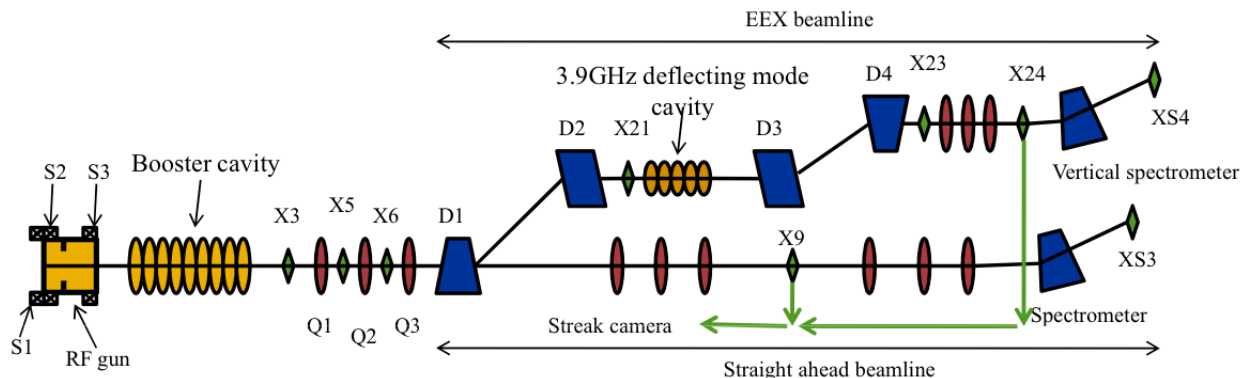 EEX beamline
3.9GHz deflecting mode
cavity
D4
X23
X24
D2
X21
D3
XS4
Booster cavity
S2
S3
Vertical spectrometer
X3
X5
X6
D1
X9
XS3
Q1
Q2
Q3
Streak camera
Spectrometer
S1
RF gun
Straight ahead beamline